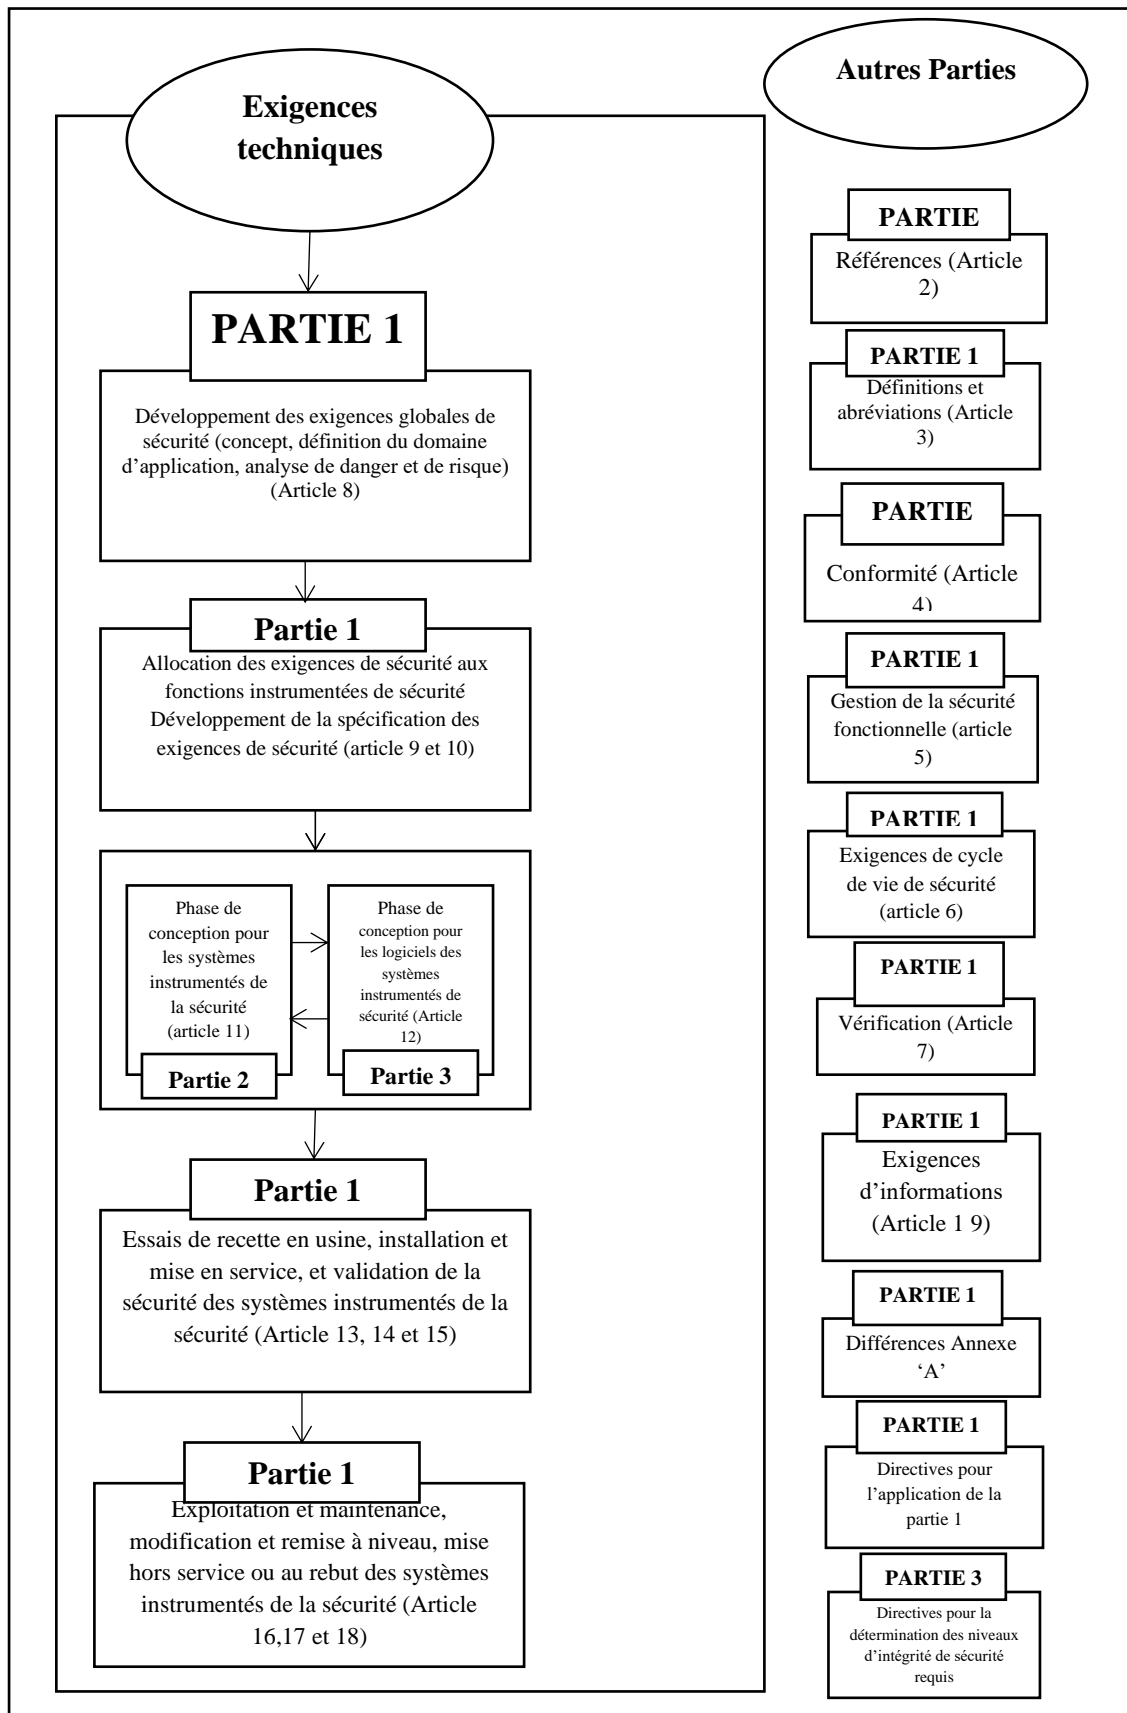 Exigences
techniques
PARTIE 1
Développement des exigences globales de
sécurité (concept, définition du domaine
d’application, analyse de danger et de risque)
(Article 8)
Partie 1
Allocation des exigences de sécurité aux
fonctions instrumentées de sécurité
Développement de la spécification des
exigences de sécurité (article 9 et 10)
Phase de
conception pour
les systèmes
instrumentés de
la sécurité
(article 11)
Partie 2
Phase de
conception pour
les logiciels des
systèmes
instrumentés de
sécurité (Article
12)
Partie 3
Partie 1
Essais de recette en usine, installation et
mise en service, et validation de la
sécurité des systèmes instrumentés de la
sécurité (Article 13, 14 et 15)
Partie 1
Exploitation et maintenance,
modification et remise à niveau, mise
hors service ou au rebut des systèmes
instrumentés de la sécurité (Article
16,17 et 18)
Autres Parties
PARTIE
Références (Article
2)
PARTIE 1
Définitions et
abréviations (Article
3)
PARTIE
Conformité (Article
4)
PARTIE 1
Gestion de la sécurité
fonctionnelle (article
5)
PARTIE 1
Exigences de cycle
de vie de sécurité
(article 6)
PARTIE 1
Vérification (Article
7)
PARTIE 1
Exigences
d’informations
(Article 1 9)
PARTIE 1
Différences Annexe
‘A’
PARTIE 1
Directives pour
l’application de la
partie 1
PARTIE 3
Directives pour la
détermination des niveaux
d’intégrité de sécurité
requis